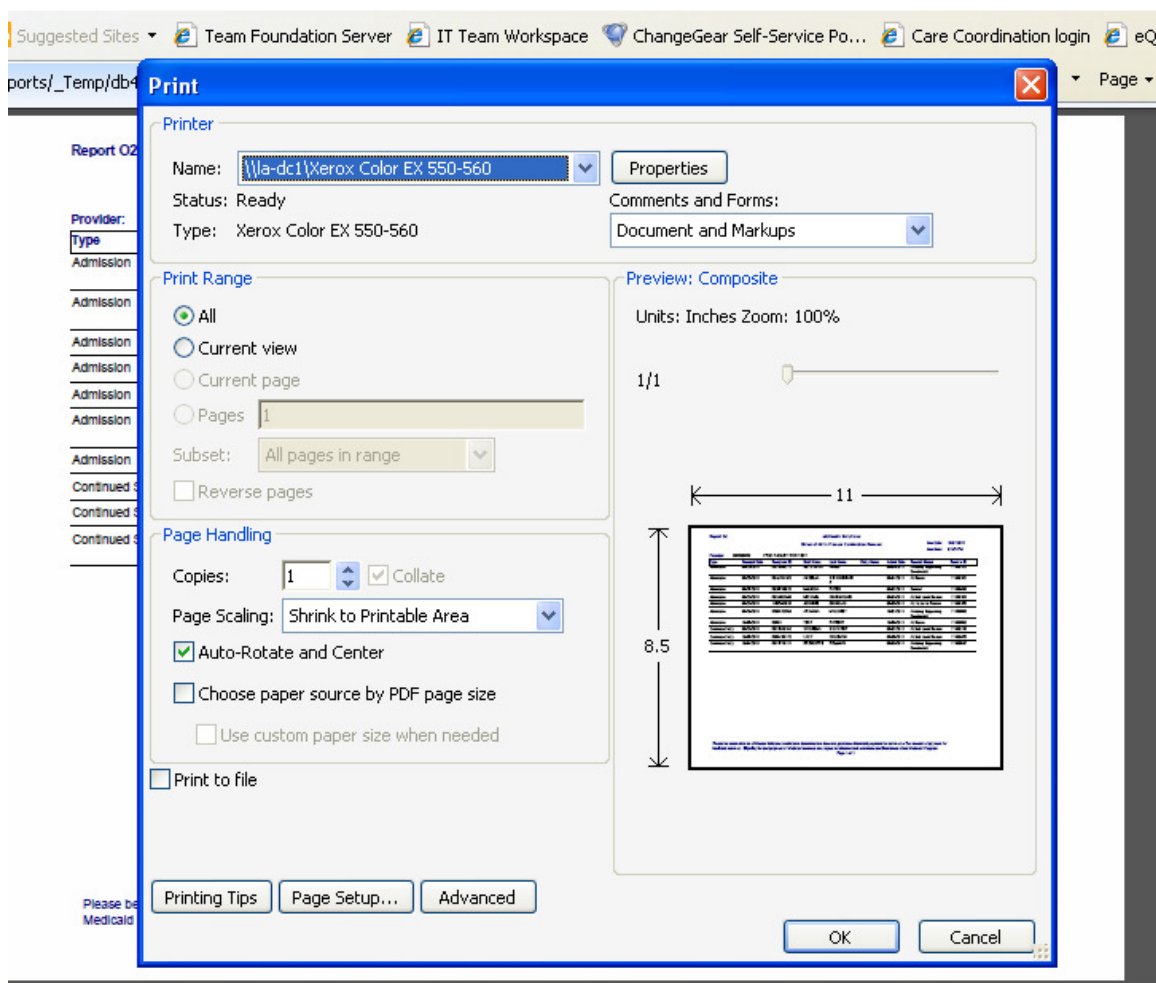 Suggested Sites Team Foundation Server IT Team Workspace ChangeGear Self-Service Po... Care Coordination login eQ
ports/_Temp/db4 Page
Print
Report O2
Provider:
Type
Admission
Admission
Admission
Admission
Admission
Admission
Admission
Continued S
Continued S
Continued S
Please be
Medicaid
Printer
Name: \\la-dc1\Xerox Color EX 550-560 Properties
Status: Ready Comments and Forms:
Type: Xerox Color EX 550-560 Document and Markups
Print Range
All
Current view
Current page
Pages 1
Subset: All pages in range
Reverse pages
Page Handling
Copies: 1 Collate
Page Scaling: Shrink to Printable Area
Auto-Rotate and Center
Choose paper source by PDF page size
Use custom paper size when needed
Print to file
Preview: Composite
Units: Inches Zoom: 100%
1/1
11
8.5
Printing Tips Page Setup... Advanced
OK Cancel